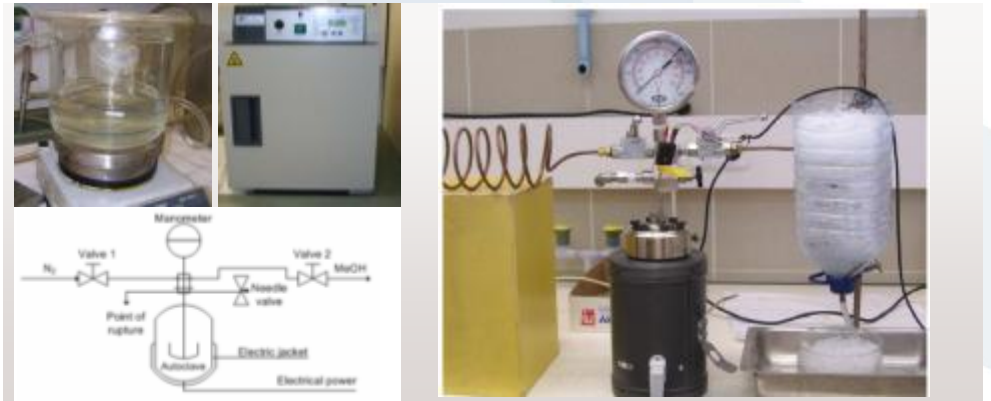 Manometer
Valve 1
Valve 2
N₂
MeOH
Needle
valve
Point of
rupture
Electric jacket
Autoclave
Electrical power